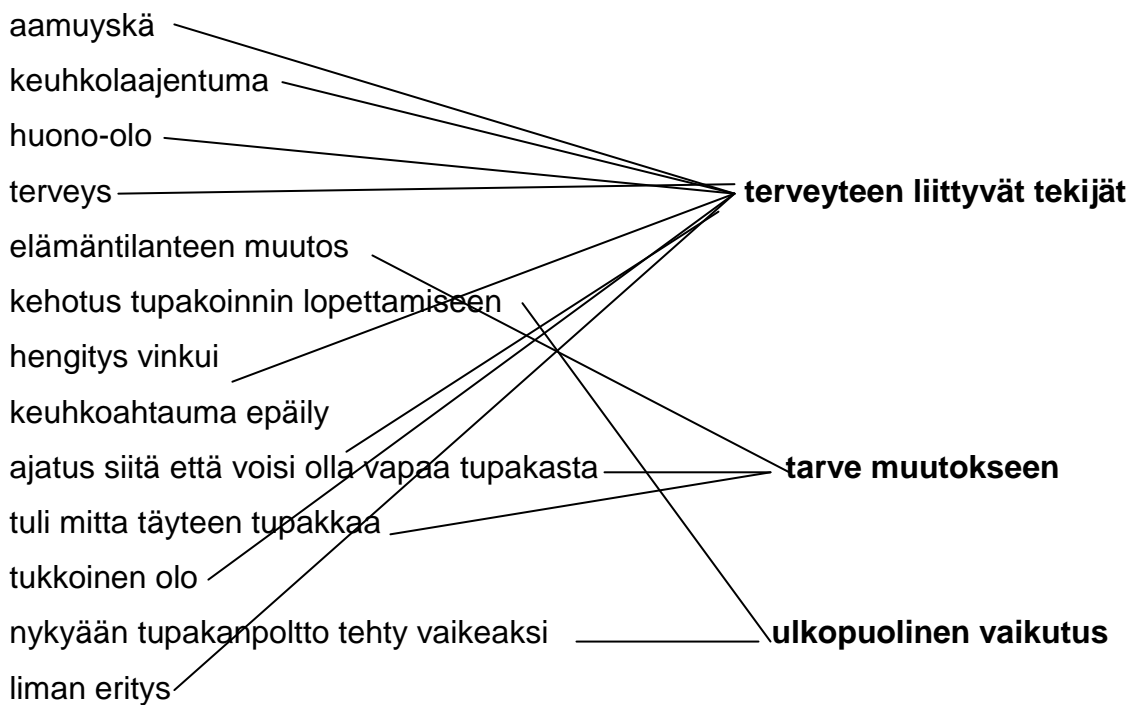 aamuyskä
keuhkolaajentuma
huono-olo
terveys
terveyteen liittyvät tekijät
elämäntilanteen muutos
kehotus tupakoinnin lopettamiseen
hengitys vinkui
keuhkoahtauma epäily
ajatus siitä että voisi olla vapaa tupakasta
tarve muutokseen
tuli mitta täyteen tupakkaa
tukkoinen olo
nykyään tupakanpoltto tehty vaikeaksi
ulkopuolinen vaikutus
liman eritys